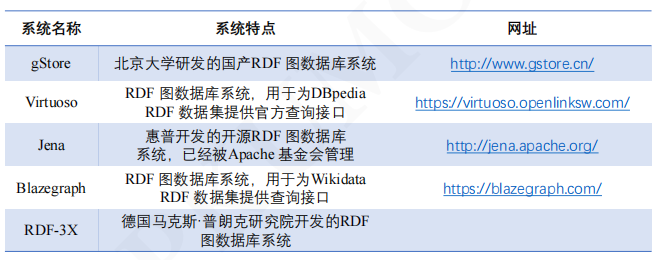 系统名称 系统特点 网址
gStore 北京大学研发的国产RDF 图数据库系统 http://www.gstore.cn/
Virtuoso RDF 图数据库系统，用于为DBpedia
RDF 数据集提供官方查询接口 https://virtuoso.openlinksw.com/
Jena 惠普开发的开源RDF 图数据库
系统，已经被Apache 基金会管理 http://jena.apache.org/
Blazegraph RDF 图数据库系统，用于为Wikidata
RDF 数据集提供查询接口 https://blazegraph.com/
RDF-3X 德国马克斯·普朗克研究院开发的RDF
图数据库系统